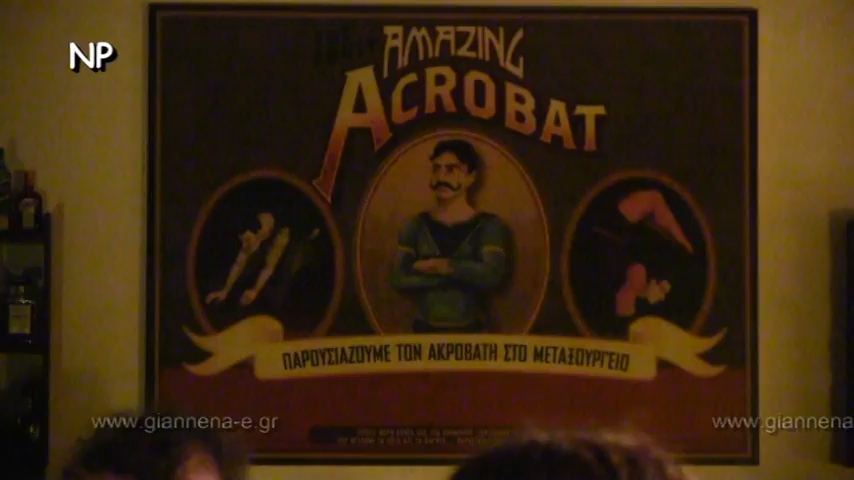 NP
AMAZING
ACROBAT
ΠΑΡΟΥΣΙΑΖΟΥΜΕ ΤΟΝ ΑΚΡΟΒΑΤΗ ΣΤΟ ΜΕΤΑΞΟΥΡΓΕΙΟ
www.giannena-e.gr
www.giannena